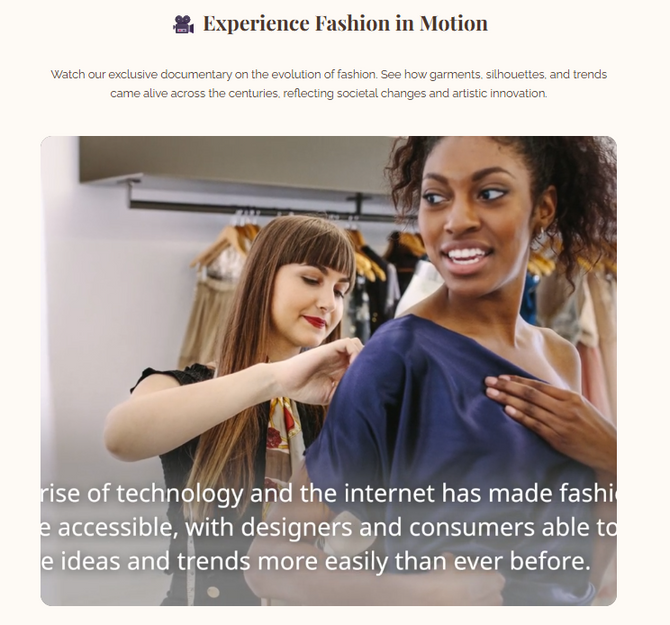 Experience Fashion in Motion
Watch our exclusive documentary on the evolution of fashion. See how garments, silhouettes, and trends
came alive across the centuries, reflecting societal changes and artistic innovation.
rise of technology and the internet has made fashi
e accessible, with designers and consumers able to
e ideas and trends more easily than ever before.